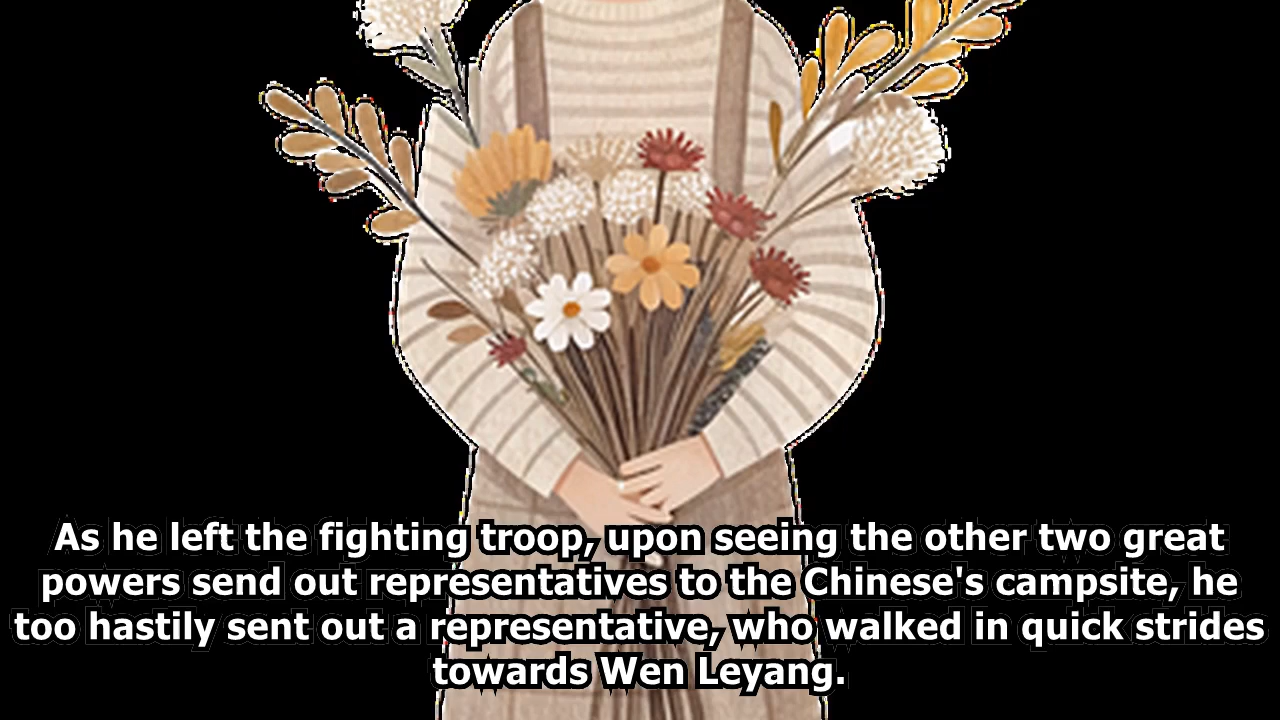 As he left the fighting troop, upon seeing the other two great
powers send out representatives to the Chinese's campsite, he
too hastily sent out a representative, who walked in quick strides
towards Wen Leyang.